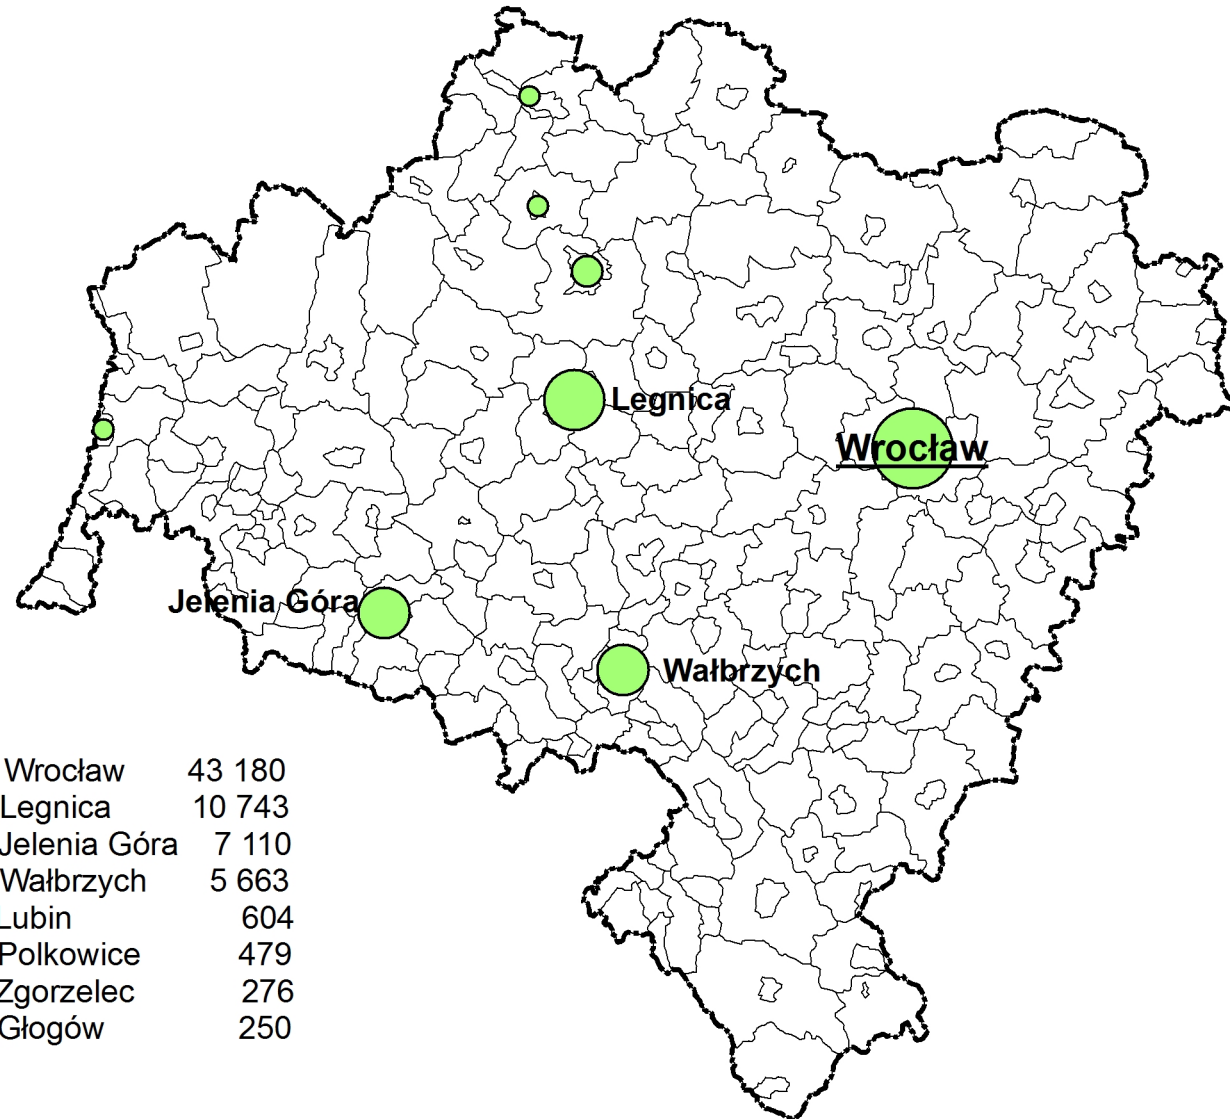 Legnica
Wrocław
Jelenia Góra
Wałbrzych
Wrocław 43 180
Legnica 10 743
Jelenia Góra 7 110
Wałbrzych 5 663
Lubin 604
Polkowice 479
Zgorzelec 276
Głogów 250